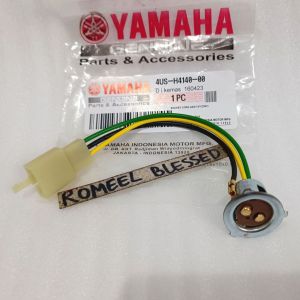 YAMAHA
GENUINE
Parts & Accessories
YAMAHA
4US-H4140-00
Dikemas 160423
Parts & Accessories
1 PC
ROMEEL BLESSED
YAMAHA INDONESIA MOTOR MFG
JAKARTA - INDONESIA